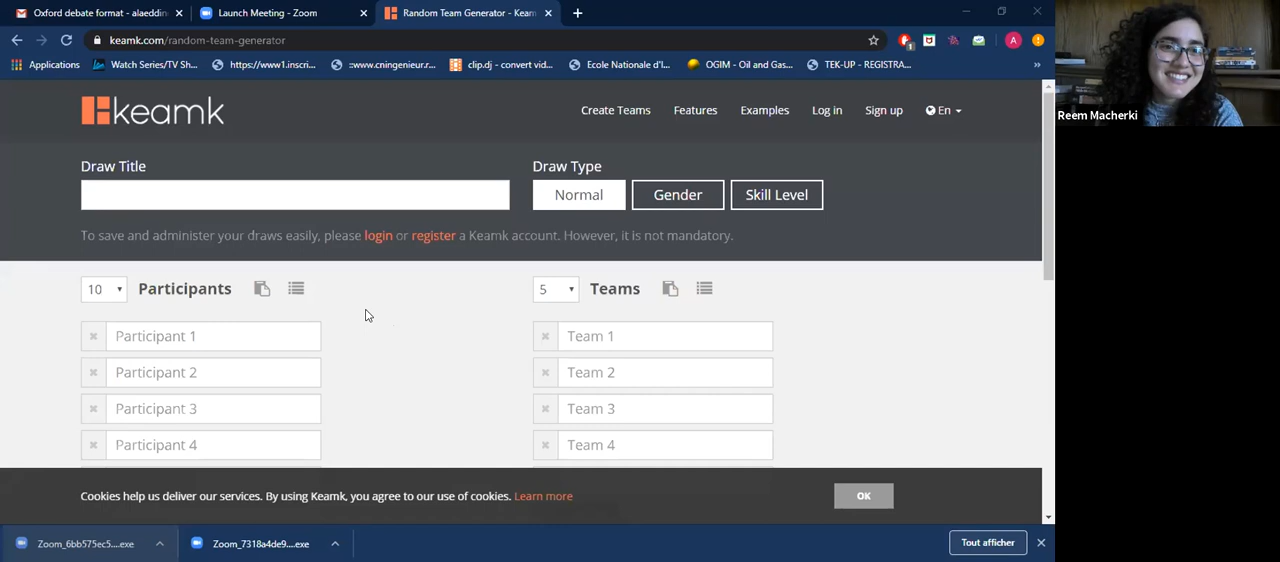 Oxford debate format - alaeddin
Launch Meeting - Zoom
Random Team Generator - Keam
keamk.com/random-team-generator
1
A
Applications
Watch Series/TV Sh...
https://www1.inscri...
:www.cningenieur.r...
clip.dj - convert vid...
Ecole Nationale d'I...
OGIM - Oil and Gas...
TEK-UP - REGISTRA...
»
keamk
Create Teams
Features
Examples
Log in
Sign up
En
Draw Title
Draw Type
Normal
Gender
Skill Level
To save and administer your draws easily, please login or register a Keamk account. However, it is not mandatory.
10
Participants
5
Teams
Participant 1
Team 1
Participant 2
Team 2
Participant 3
Team 3
Participant 4
Team 4
Cookies help us deliver our services. By using Keamk, you agree to our use of cookies. Learn more
OK
Zoom_6bb575ec5....exe
Zoom_7318a4de9....exe
Tout afficher
Reem Macherki